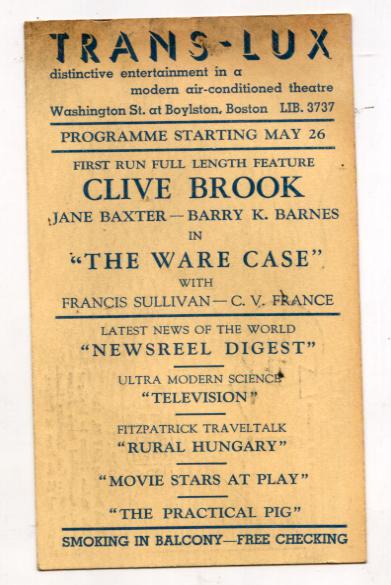 TRANS-LUX
distinctive entertainment in a
modern air-conditioned theatre
Washington St. at Boylston, Boston LIB. 3737
PROGRAMME STARTING MAY 26
FIRST RUN FULL LENGTH FEATURE
CLIVE BROOK
JANE BAXTER — BARRY K. BARNES
IN
"THE WARE CASE"
WITH
FRANCIS SULLIVAN — C. V. FRANCE
LATEST NEWS OF THE WORLD
"NEWSREEL DIGEST"
ULTRA MODERN SCIENCE
"TELEVISION"
FITZPATRICK TRAVELTALK
"RURAL HUNGARY"
"MOVIE STARS AT PLAY"
"THE PRACTICAL PIG"
SMOKING IN BALCONY—FREE CHECKING